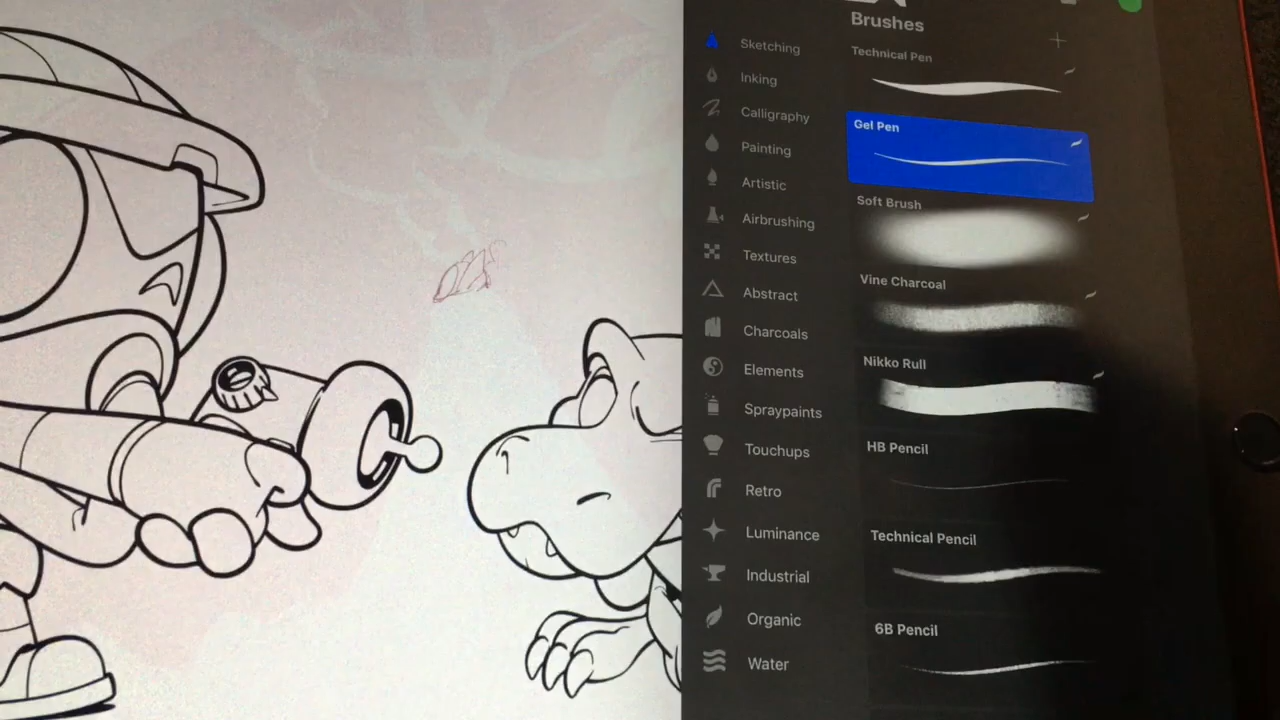 Brushes
Sketching
Inking
Calligraphy
Painting
Artistic
Airbrushing
Textures
Abstract
Charcoals
Elements
Spraypaints
Touchups
Retro
Luminance
Industrial
Organic
Water
Technical Pen
Gel Pen
Soft Brush
Vine Charcoal
Nikko Rull
HB Pencil
Technical Pencil
6B Pencil